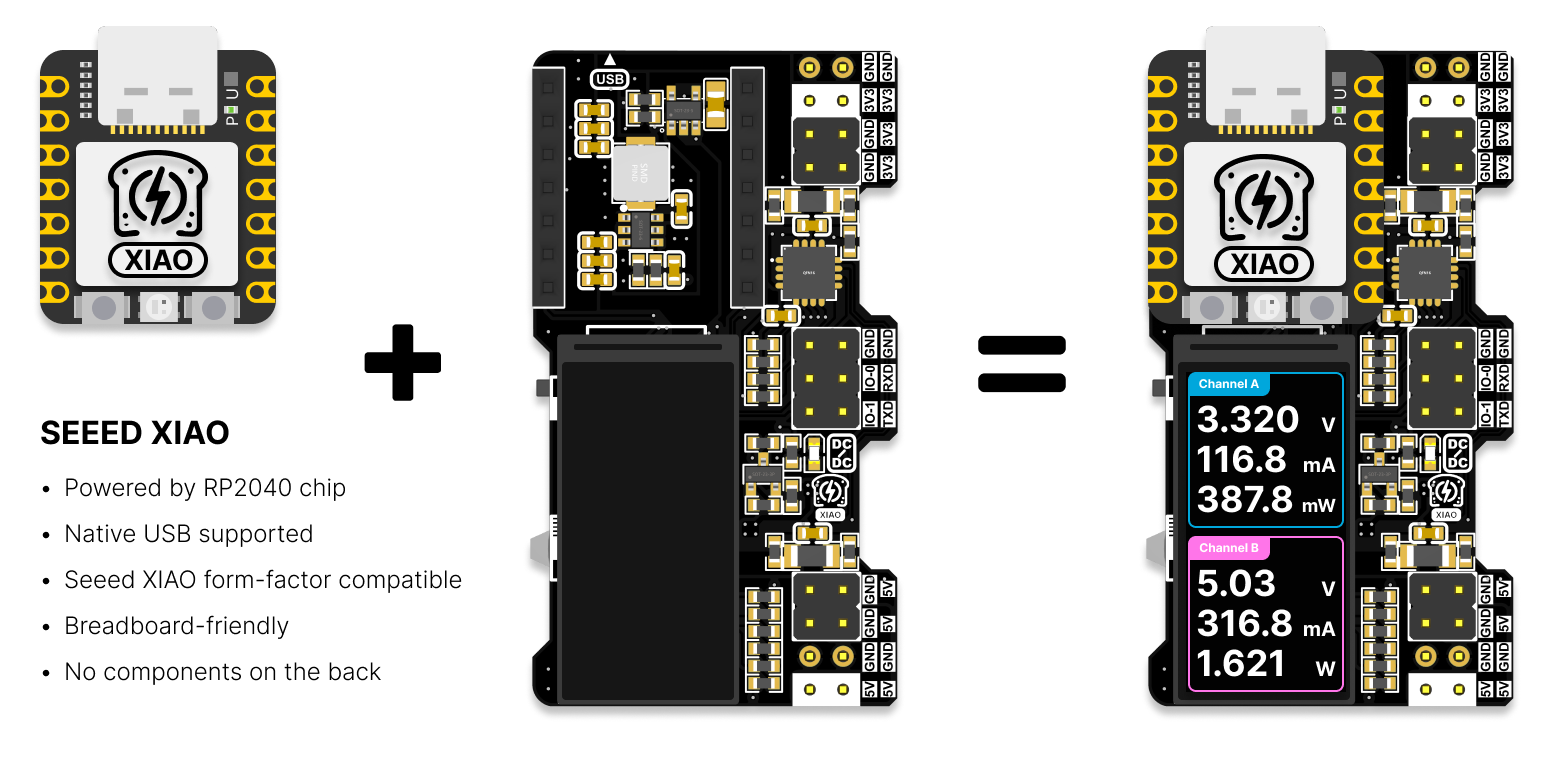 U
P
XIAO
SEEED XIAO
• Powered by RP2040 chip
• Native USB supported
• Seeed XIAO form-factor compatible
• Breadboard-friendly
• No components on the back
USB
SMD
IND
QFN16
GND GND
3V3 3V3
GND 3V3
GND 3V3
GND GND
IO-0 RXD
IO-1 TXD
DC
DC
XIAO
GND 5V
GND 5V
GND GND
5V 5V
U
P
XIAO
QFN16
GND GND
3V3 3V3
GND 3V3
GND 3V3
GND GND
IO-0 RXD
IO-1 TXD
DC
DC
XIAO
GND 5V
GND 5V
GND GND
5V 5V
Channel A
3.320 V
116.8 mA
387.8 mW
Channel B
5.03 V
316.8 mA
1.621 W